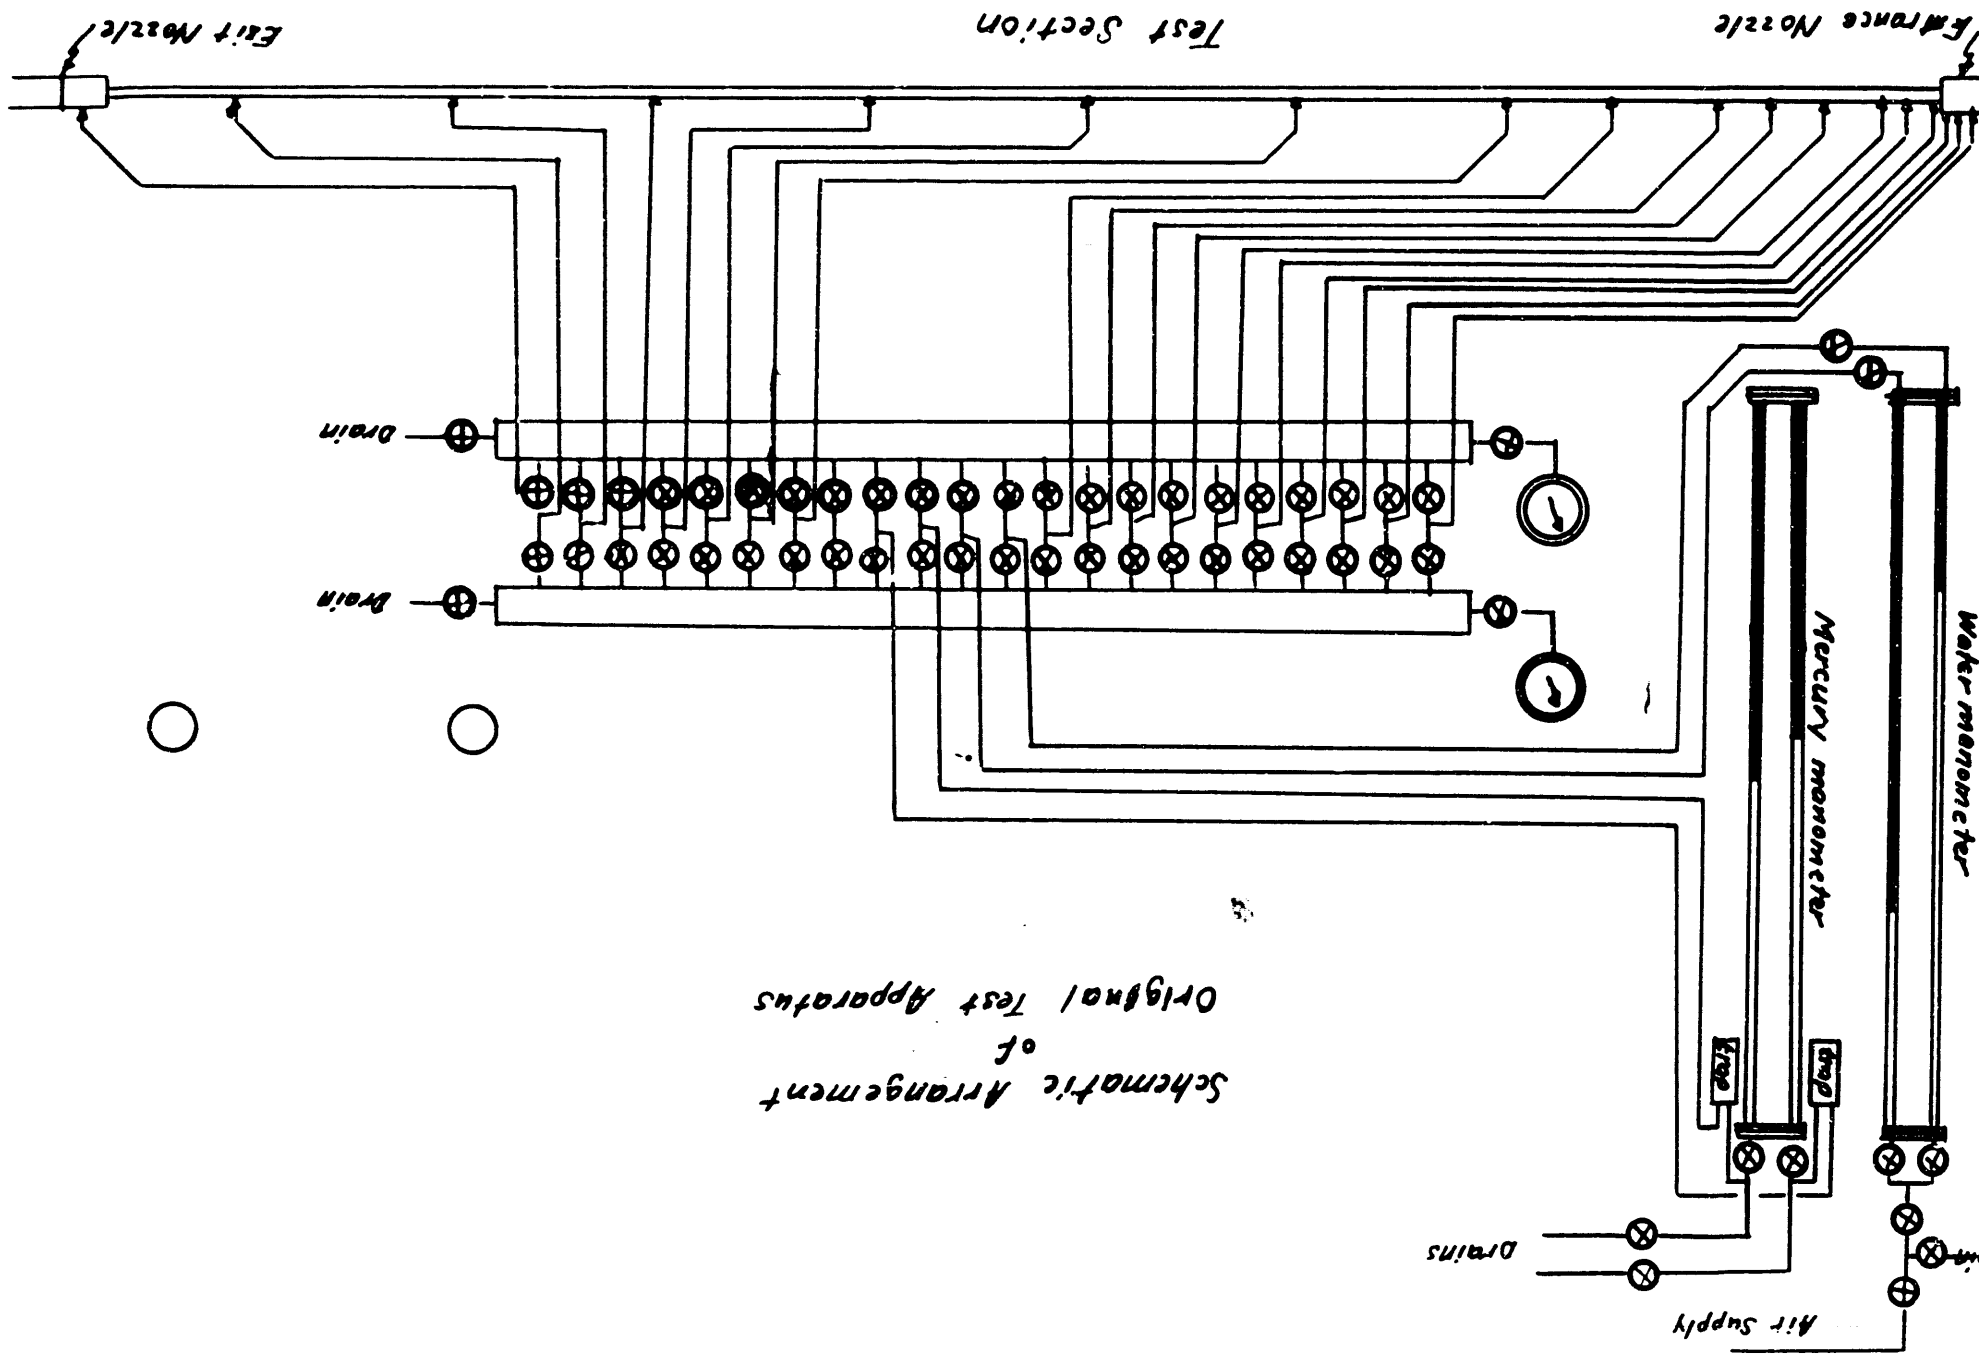 Air Supply
Drains
Schematic Arrangement
of
Original Test Apparatus
trap
trap
Water manometer
Mercury manometer
Drain
Drain
Entrance Nozzle
Test Section
Exit Nozzle